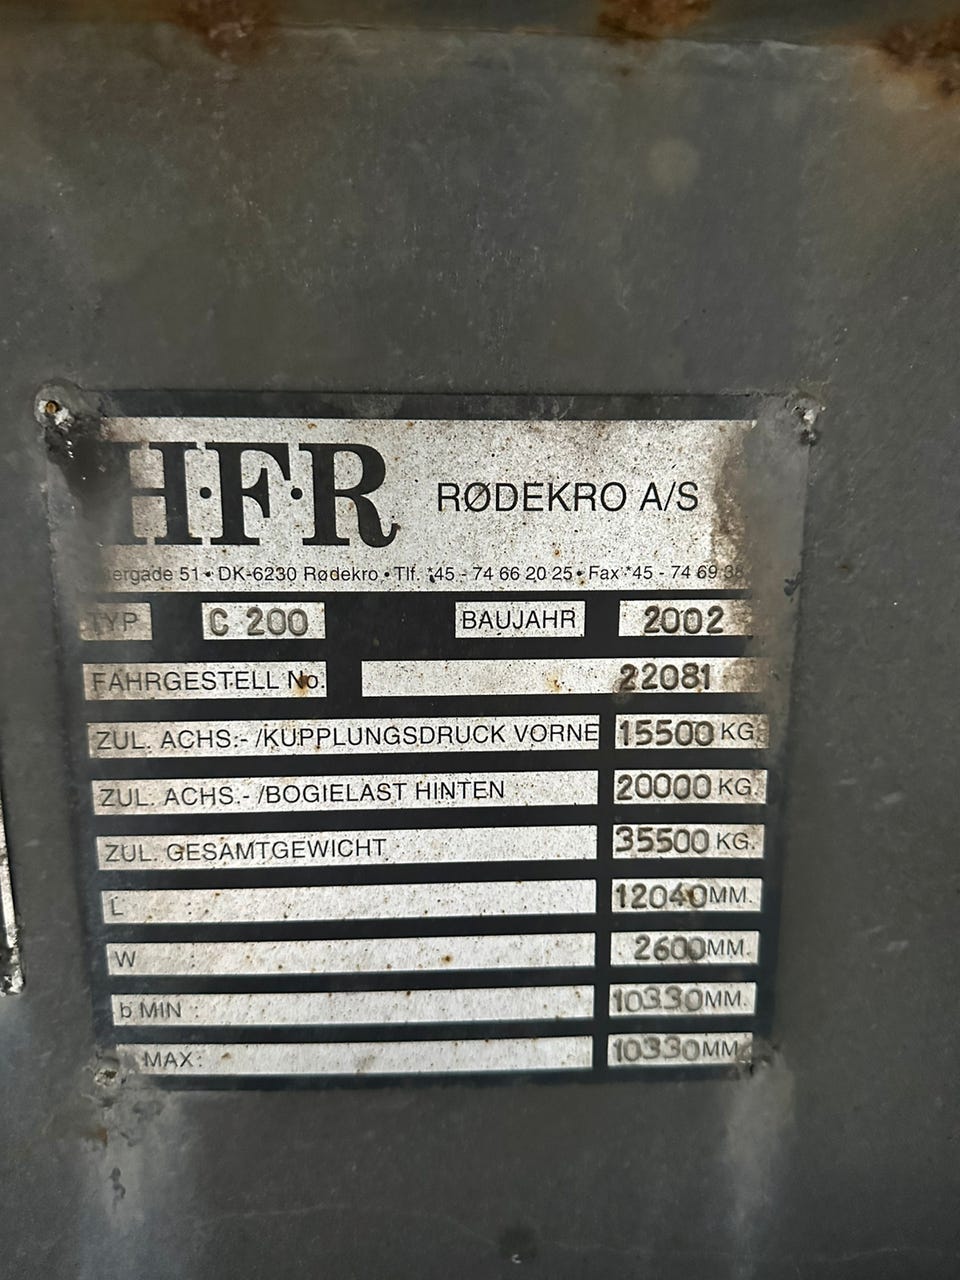 H·F·R RØDEKRO A/S
51 • DK-6230 Rødekro • Tlf. *45 - 74 66 20 25 • Fax *45 - 74 69 38
TYP C 200 BAUJAHR 2002
FAHRGESTELL No. 22081
ZUL. ACHS.- /KUPPLUNGSDRUCK VORNE 15500 KG.
ZUL. ACHS.- /BOGIELAST HINTEN 20000 KG.
ZUL. GESAMTGEWICHT 35500 KG.
L 12040 MM.
W 2600 MM.
b MIN : 10330 MM.
MAX: 10330 MM.